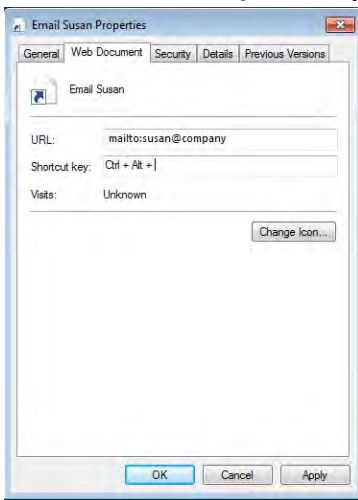 Email Susan Properties
General Web Document Security Details Previous Versions
Email Susan
URL: mailto:susan@company
Shortcut key: Ctrl + Alt +
Visits: Unknown
Change Icon...
OK Cancel Apply